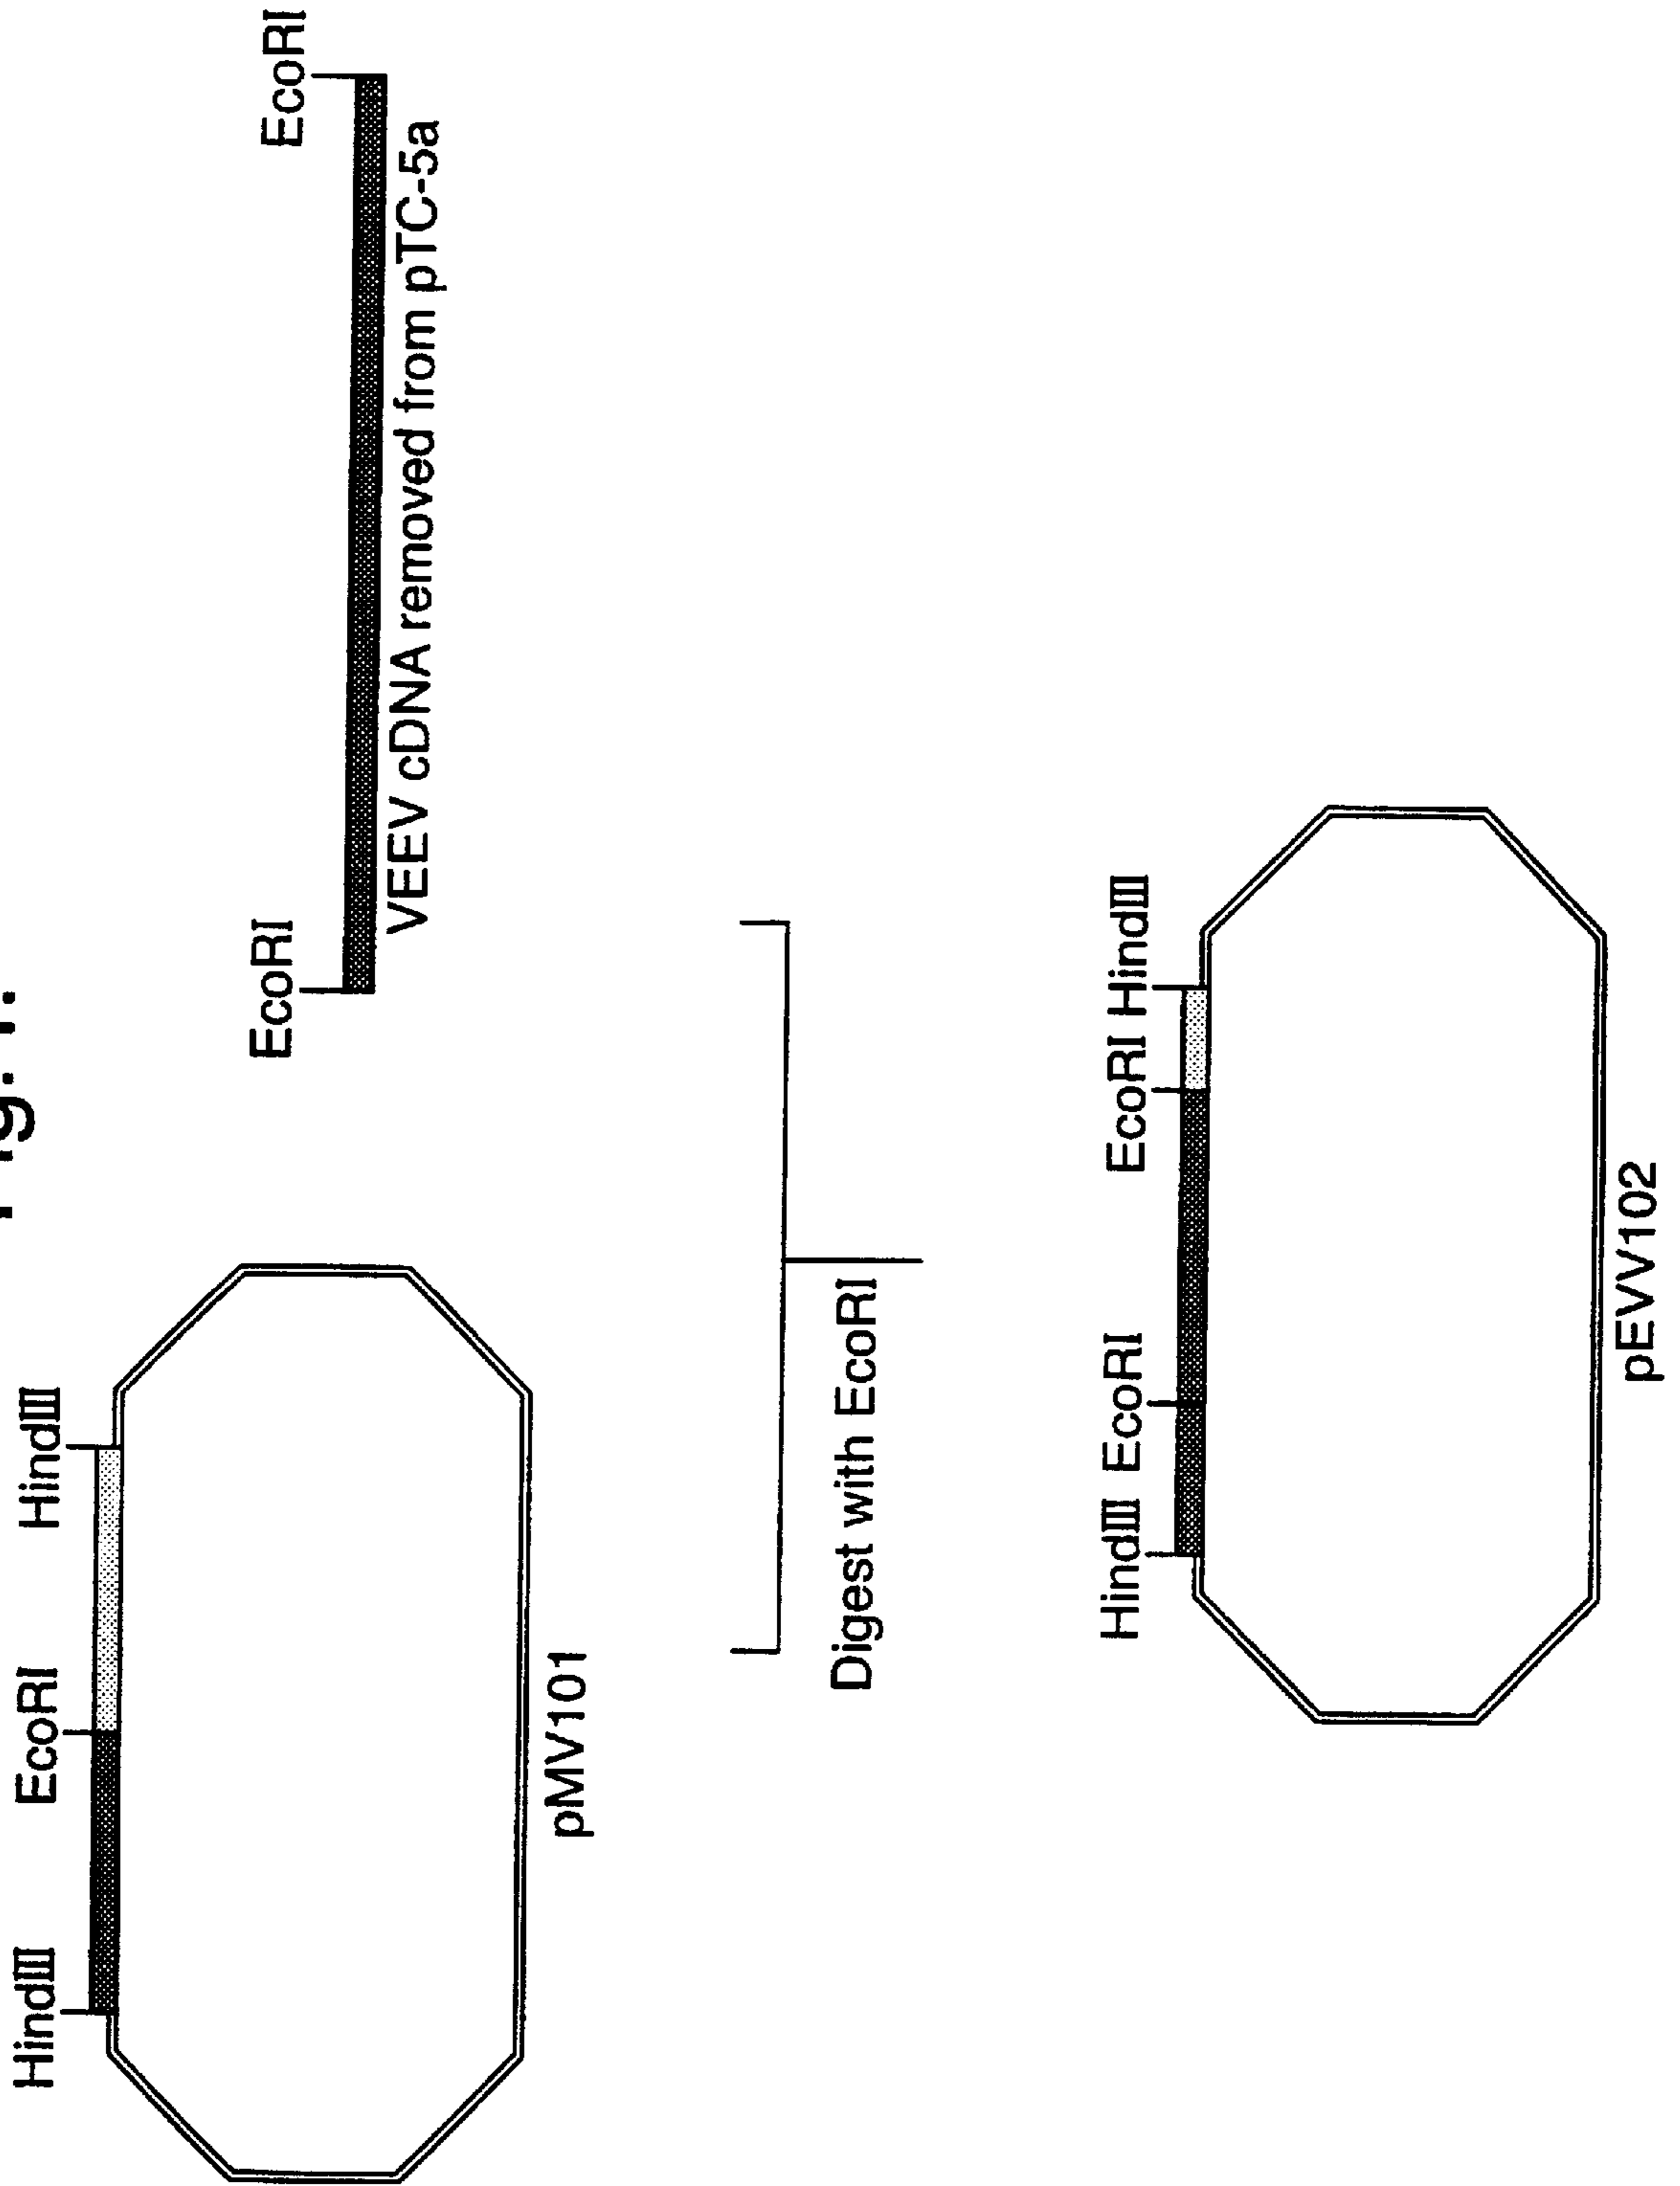 Fig. 1.
HindIII EcoRI HindIII
pMV101
EcoRI EcoRI
VEEV cDNA removed from pTC-5a
Digest with EcoRI
HindIII EcoRI EcoRI HindIII
pEVV102